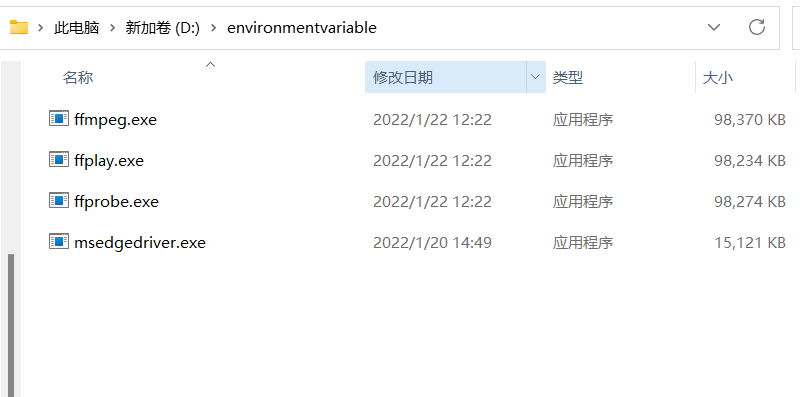 此电脑 新加卷 (D:) environmentvariable
名称 修改日期 类型 大小
ffmpeg.exe 2022/1/22 12:22 应用程序 98,370 KB
ffplay.exe 2022/1/22 12:22 应用程序 98,234 KB
ffprobe.exe 2022/1/22 12:22 应用程序 98,274 KB
msedgedriver.exe 2022/1/20 14:49 应用程序 15,121 KB